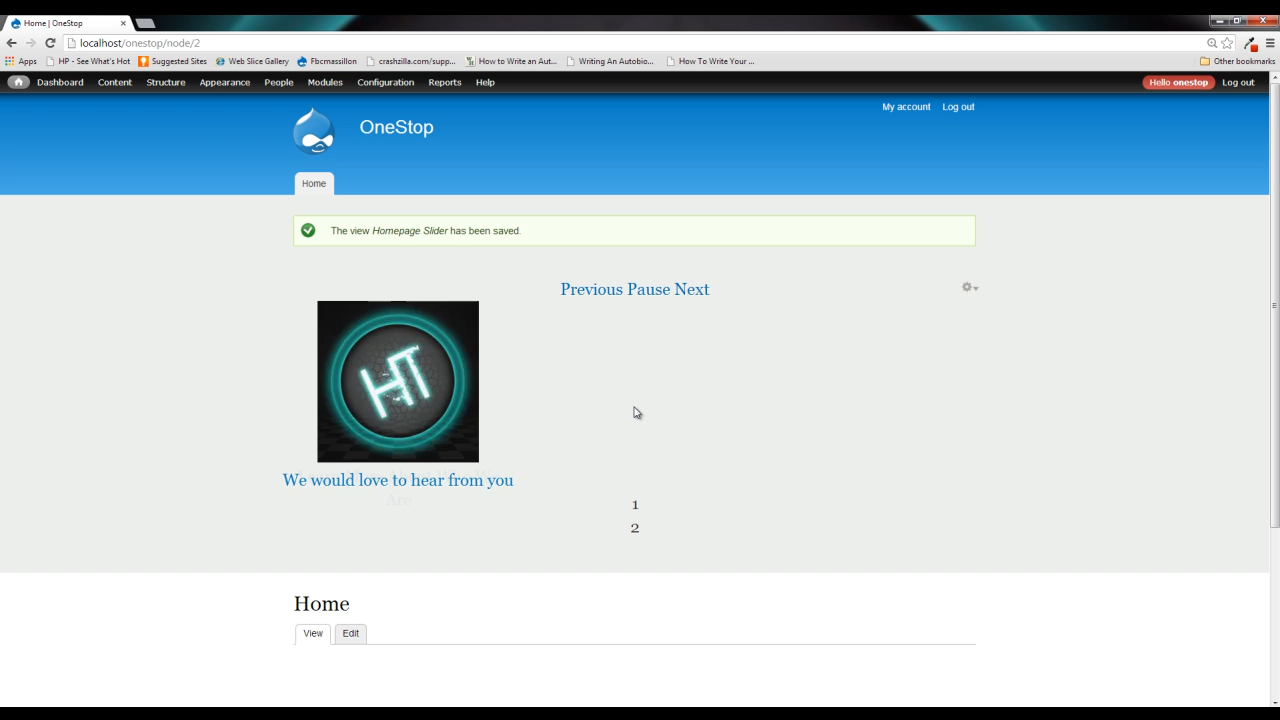 Home | OneStop
localhost/onestop/node/2
Apps HP - See What's Hot Suggested Sites Web Slice Gallery Fbcmassillon crashzilla.com/supp... How to Write an Aut... Writing An Autobio... How To Write Your ... Other bookmarks
Dashboard Content Structure Appearance People Modules Configuration Reports Help Hello onestop Log out
My account Log out
OneStop
Home
The view Homepage Slider has been saved.
Previous Pause Next
HT
We would love to hear from you
Are
1
2
Home
View Edit